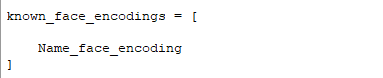 known_face_encodings = [
Name_face_encoding
]